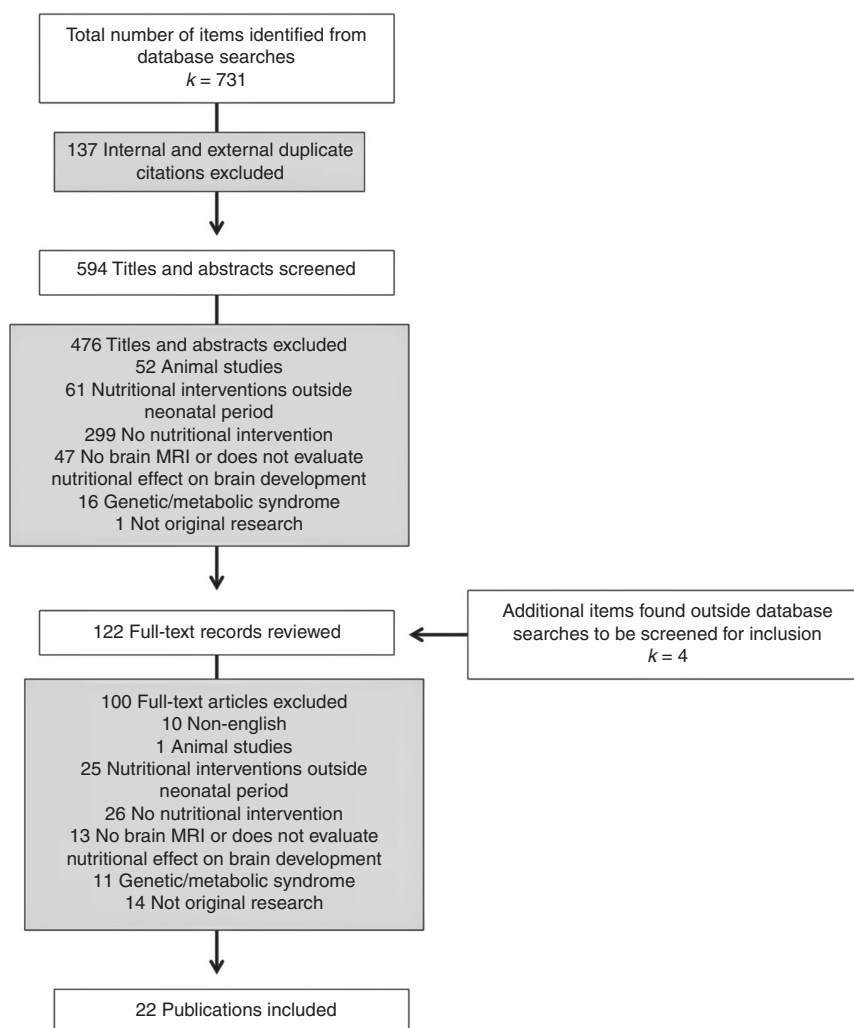 Total number of items identified from
database searches
k = 731
137 Internal and external duplicate
citations excluded
594 Titles and abstracts screened
476 Titles and abstracts excluded
52 Animal studies
61 Nutritional interventions outside
neonatal period
299 No nutritional intervention
47 No brain MRI or does not evaluate
nutritional effect on brain development
16 Genetic/metabolic syndrome
1 Not original research
122 Full-text records reviewed
Additional items found outside database
searches to be screened for inclusion
k = 4
100 Full-text articles excluded
10 Non-english
1 Animal studies
25 Nutritional interventions outside
neonatal period
26 No nutritional intervention
13 No brain MRI or does not evaluate
nutritional effect on brain development
11 Genetic/metabolic syndrome
14 Not original research
22 Publications included